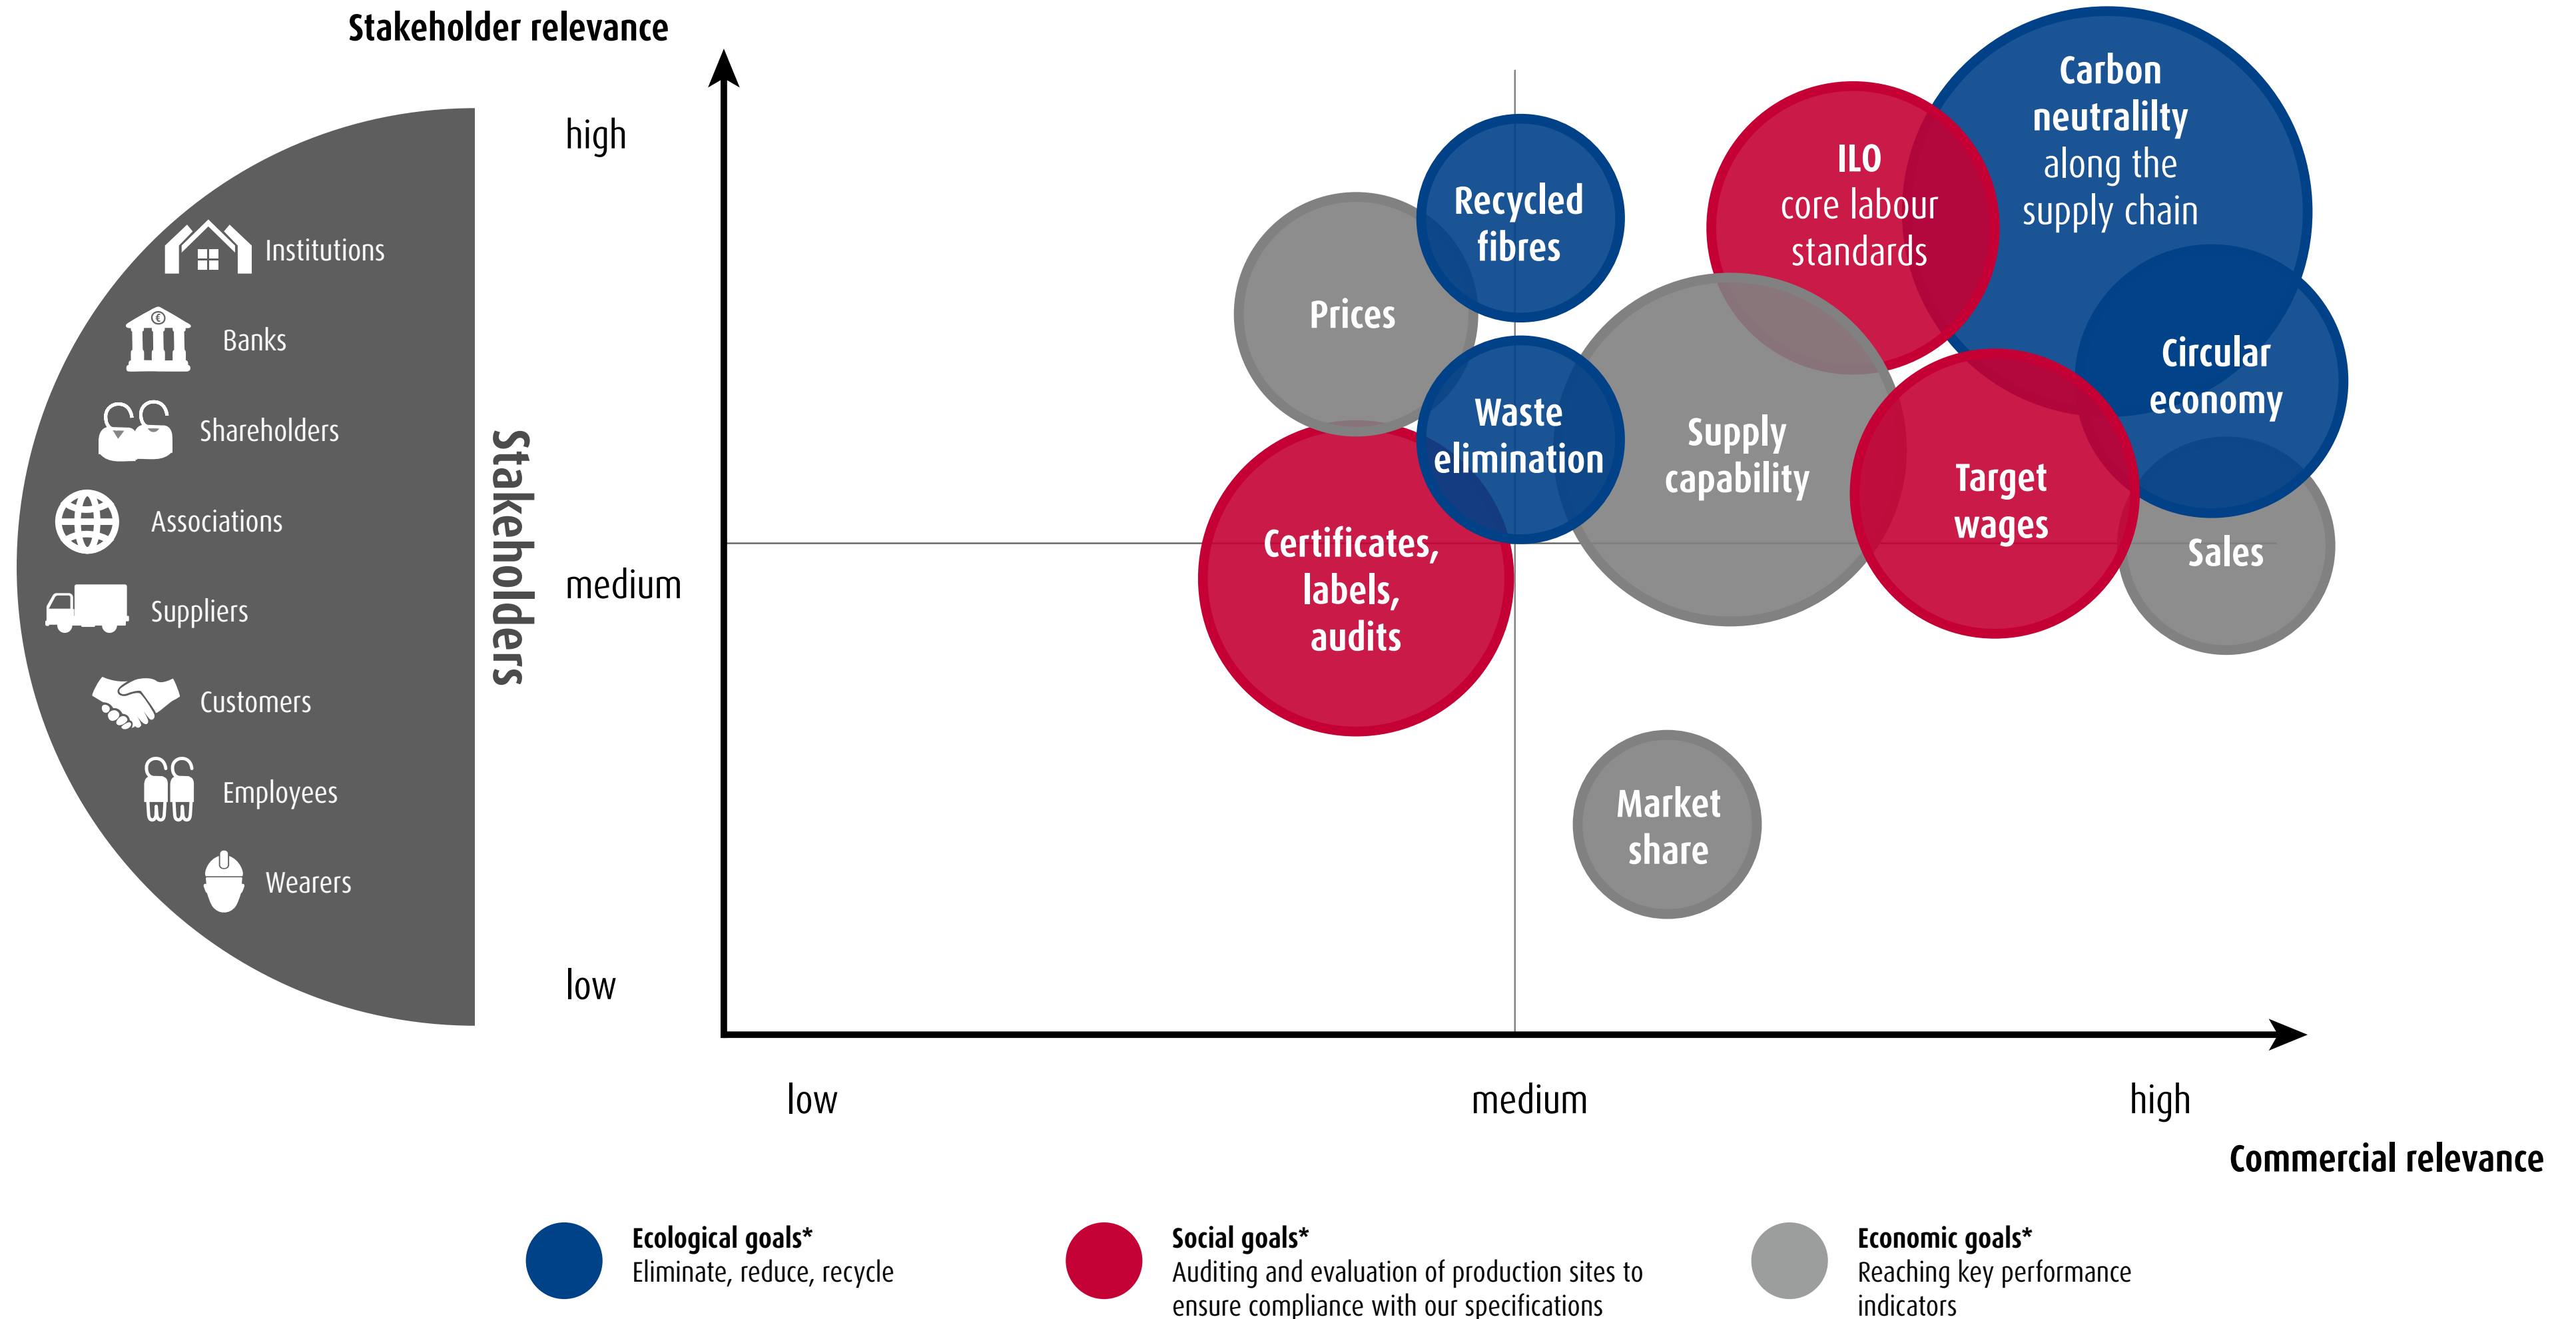 Stakeholder relevance
high
medium
low
Institutions
Banks
Shareholders
Associations
Suppliers
Customers
Employees
Wearers
Stakeholders
Carbon
neutralilty
along the
supply chain
ILO
core labour
standards
Recycled
fibres
Prices
Circular
economy
Waste
elimination
Supply
capability
Target
wages
Sales
Certificates,
labels,
audits
Market
share
low
medium
high
Commercial relevance
Ecological goals*
Eliminate, reduce, recycle
Social goals*
Auditing and evaluation of production sites to
ensure compliance with our specifications
Economic goals*
Reaching key performance
indicators